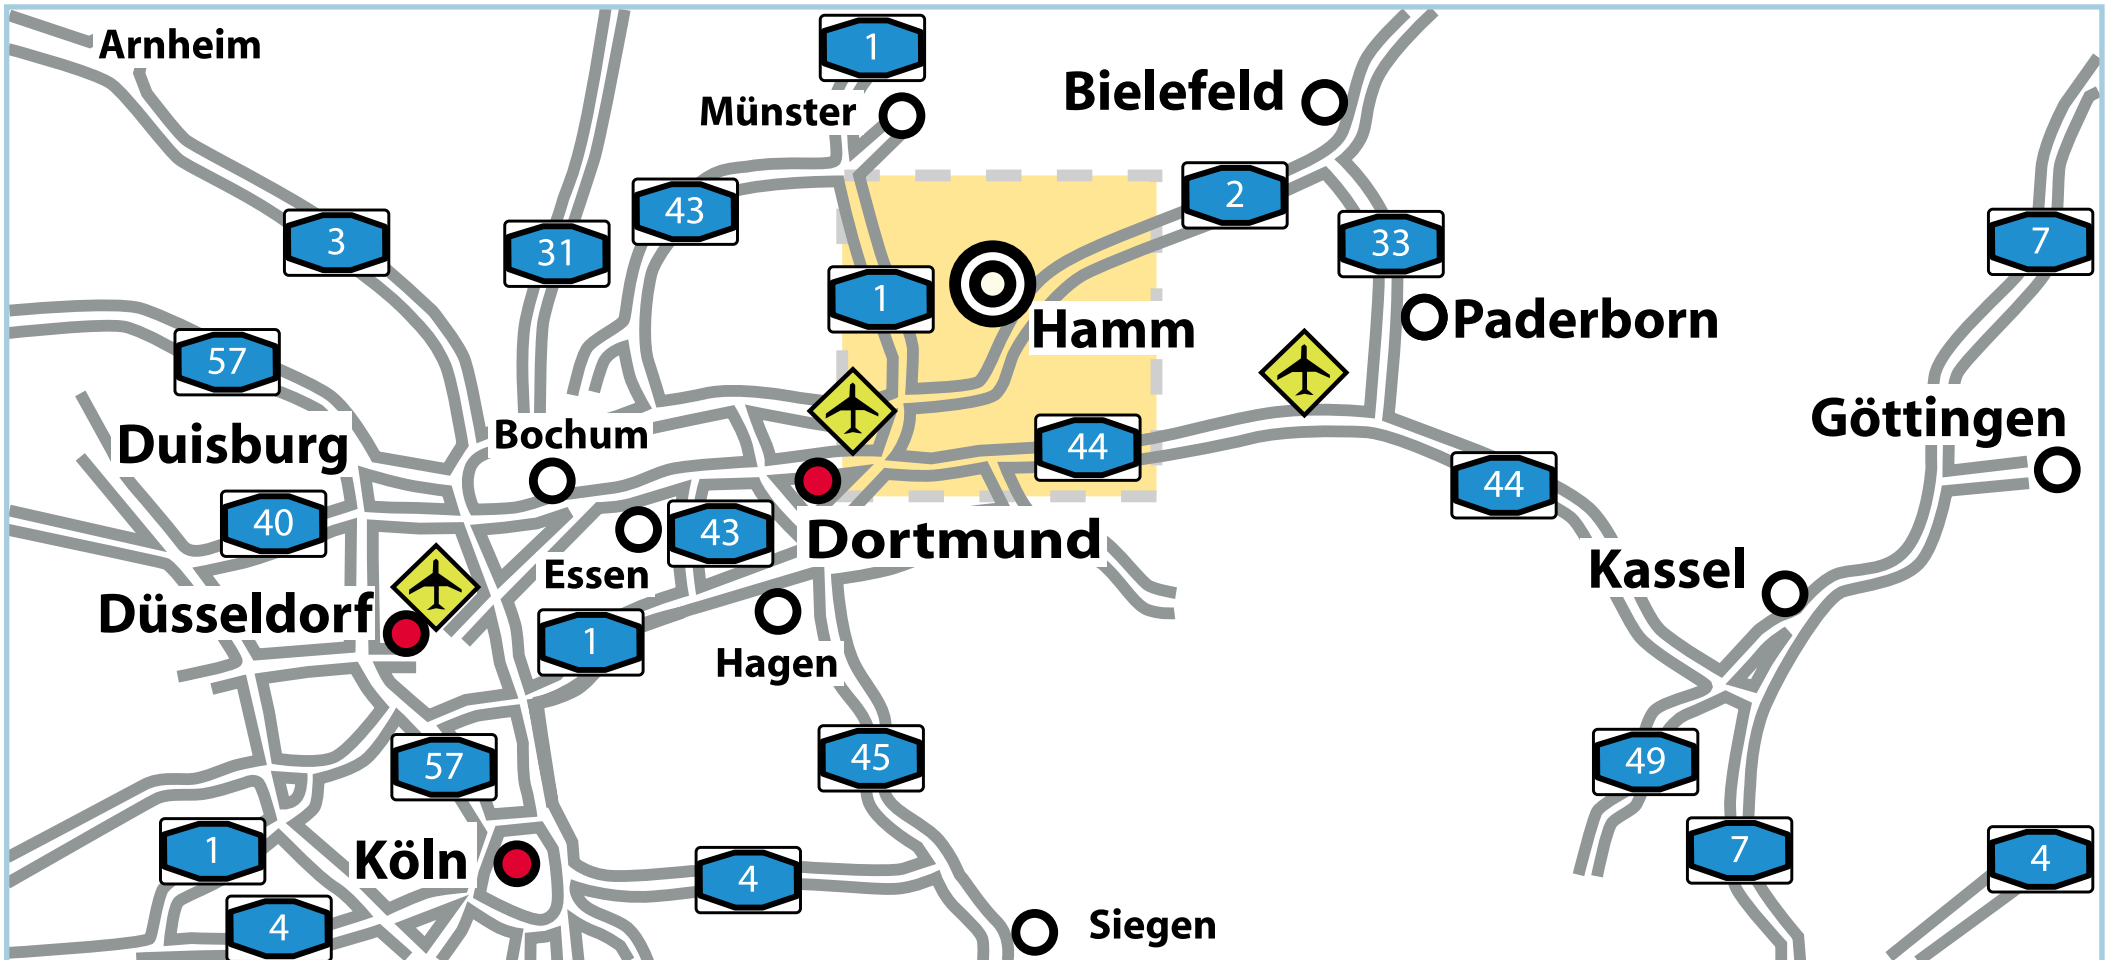 1
Arnheim
Bielefeld
Münster
2
43
3
31
33
7
1
Paderborn
Hamm
57
Göttingen
Bochum
Duisburg
44
44
40
43
Dortmund
Essen
Kassel
Düsseldorf
1
Hagen
45
49
57
1
7
4
Köln
4
4
Siegen